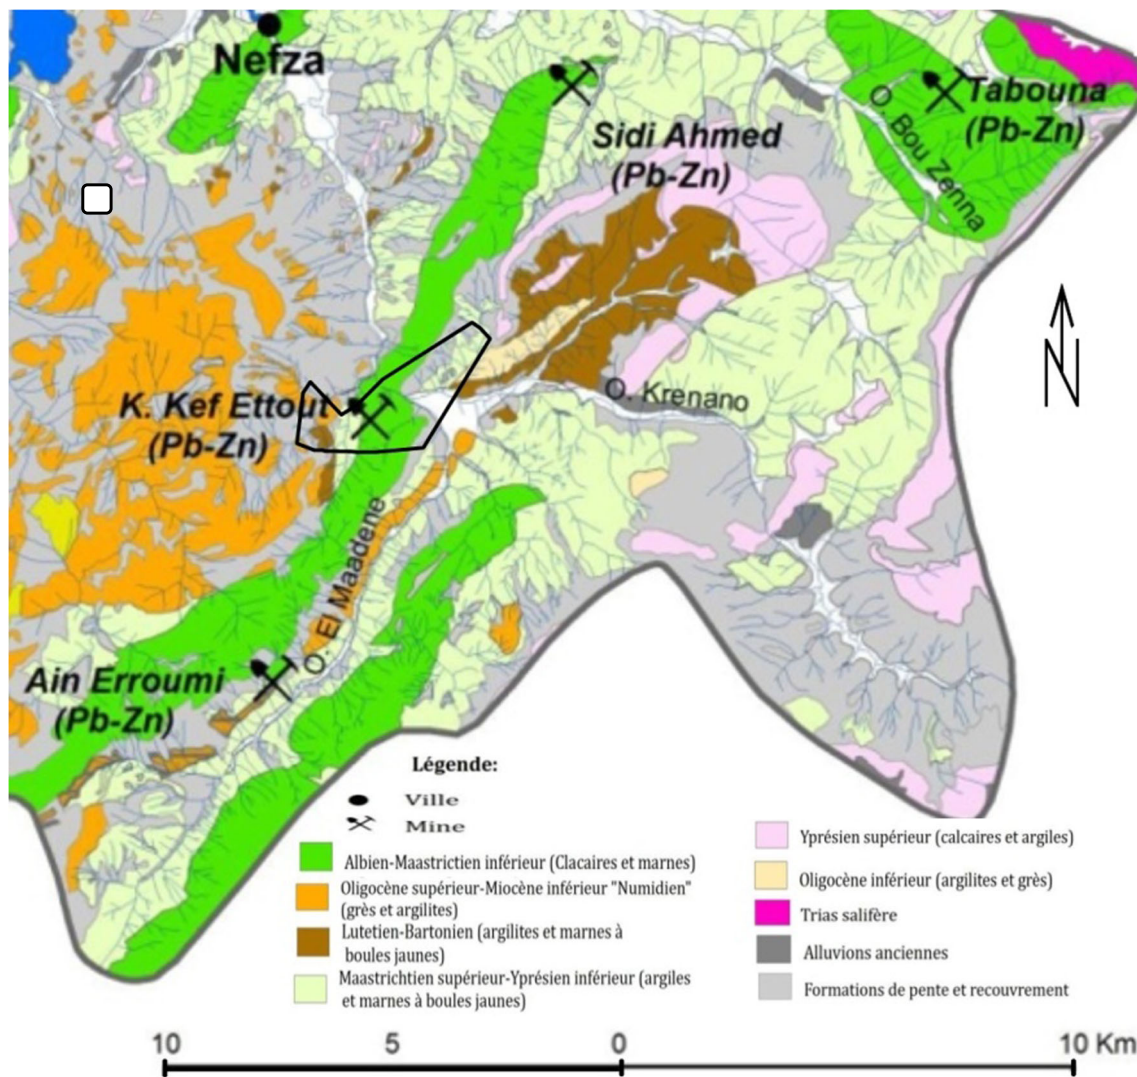 Nefza
Tabouna
(Pb-Zn)
O. Bou Zenna
Sidi Ahmed
(Pb-Zn)
N
O. Krenano
K. Kef Ettout
(Pb-Zn)
O. El Maadene
Ain Erroumi
(Pb-Zn)
Légende:
Ville
Mine
Albien-Maastrictien inférieur (Clacaires et marnes)
Oligocène supérieur-Miocène inférieur "Numidien"
(grès et argilites)
Lutetien-Bartonien (argilites et marnes à
boules jaunes)
Maastrichtien supérieur-Yprésien inférieur (argiles
et marnes à boules jaunes)
Yprésien supérieur (calcaires et argiles)
Oligocène inférieur (argilites et grès)
Trias salifère
Alluvions anciennes
Formations de pente et recouvrement
10 5 0 10 Km